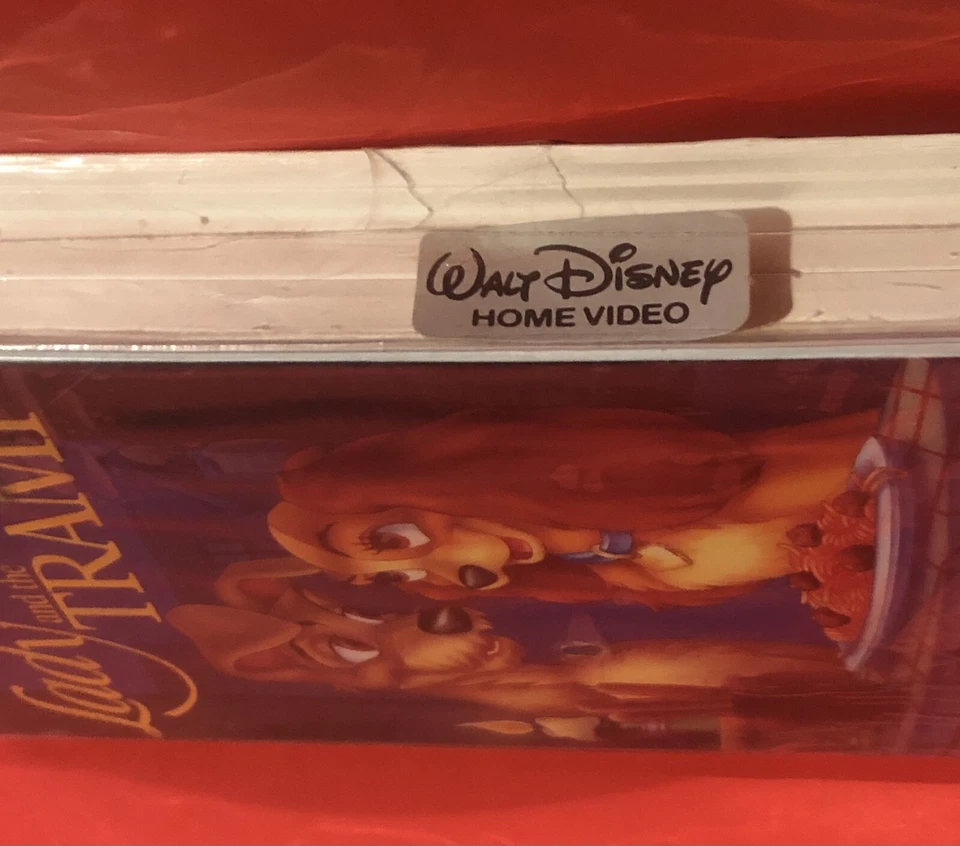 WALT DISNEY
HOME VIDEO
Lady and the
TRAMP